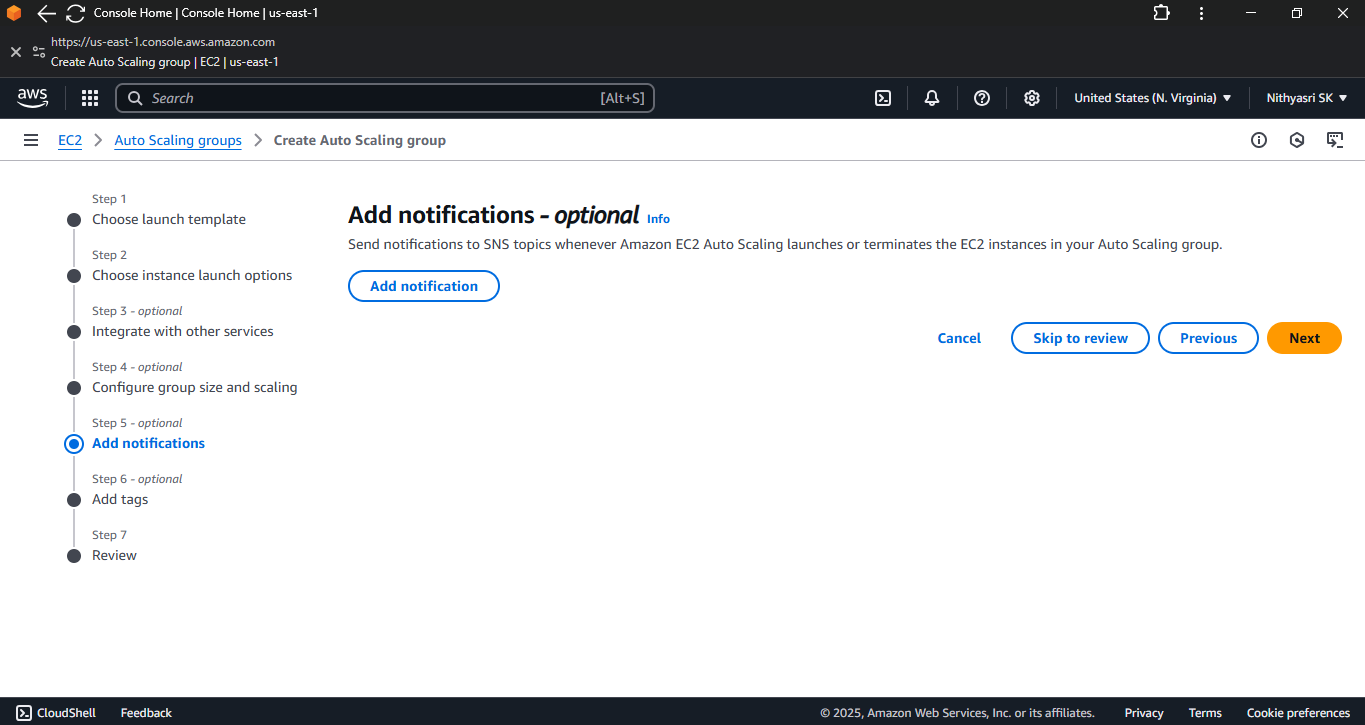 Console Home | Console Home | us-east-1
https://us-east-1.console.aws.amazon.com
Create Auto Scaling group | EC2 | us-east-1
aws
Search
[Alt+S]
United States (N. Virginia)
Nithyasri SK
EC2 > Auto Scaling groups > Create Auto Scaling group
Step 1
Choose launch template
Step 2
Choose instance launch options
Step 3 - optional
Integrate with other services
Step 4 - optional
Configure group size and scaling
Step 5 - optional
Add notifications
Step 6 - optional
Add tags
Step 7
Review
Add notifications - optional Info
Send notifications to SNS topics whenever Amazon EC2 Auto Scaling launches or terminates the EC2 instances in your Auto Scaling group.
Add notification
Cancel
Skip to review
Previous
Next
CloudShell
Feedback
© 2025, Amazon Web Services, Inc. or its affiliates.
Privacy
Terms
Cookie preferences